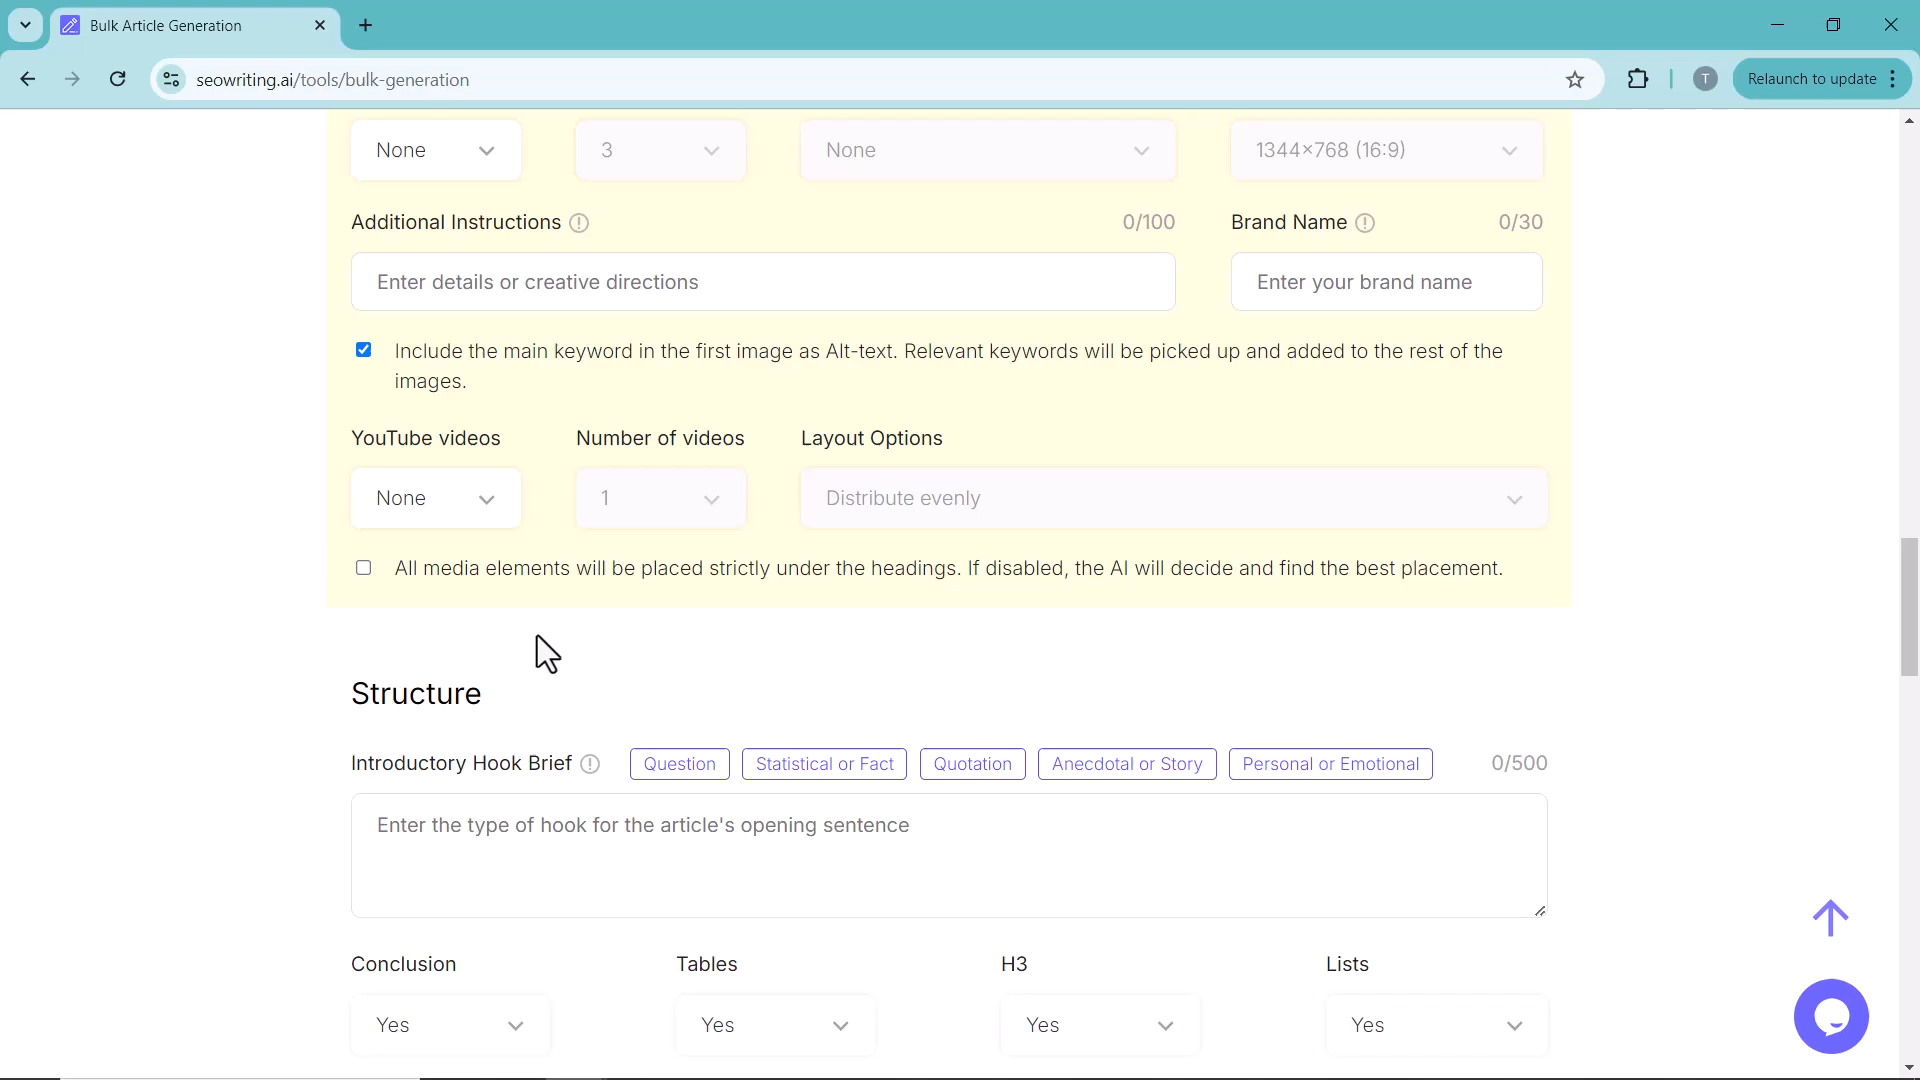 Bulk Article Generation
seowriting.ai/tools/bulk-generation
T
Relaunch to update
None 3 None 1344×768 (16:9)
Additional Instructions 0/100 Brand Name 0/30
Enter details or creative directions Enter your brand name
Include the main keyword in the first image as Alt-text. Relevant keywords will be picked up and added to the rest of the
images.
YouTube videos Number of videos Layout Options
None 1 Distribute evenly
All media elements will be placed strictly under the headings. If disabled, the AI will decide and find the best placement.
Structure
Introductory Hook Brief Question Statistical or Fact Quotation Anecdotal or Story Personal or Emotional 0/500
Enter the type of hook for the article's opening sentence
Conclusion Tables H3 Lists
Yes Yes Yes Yes